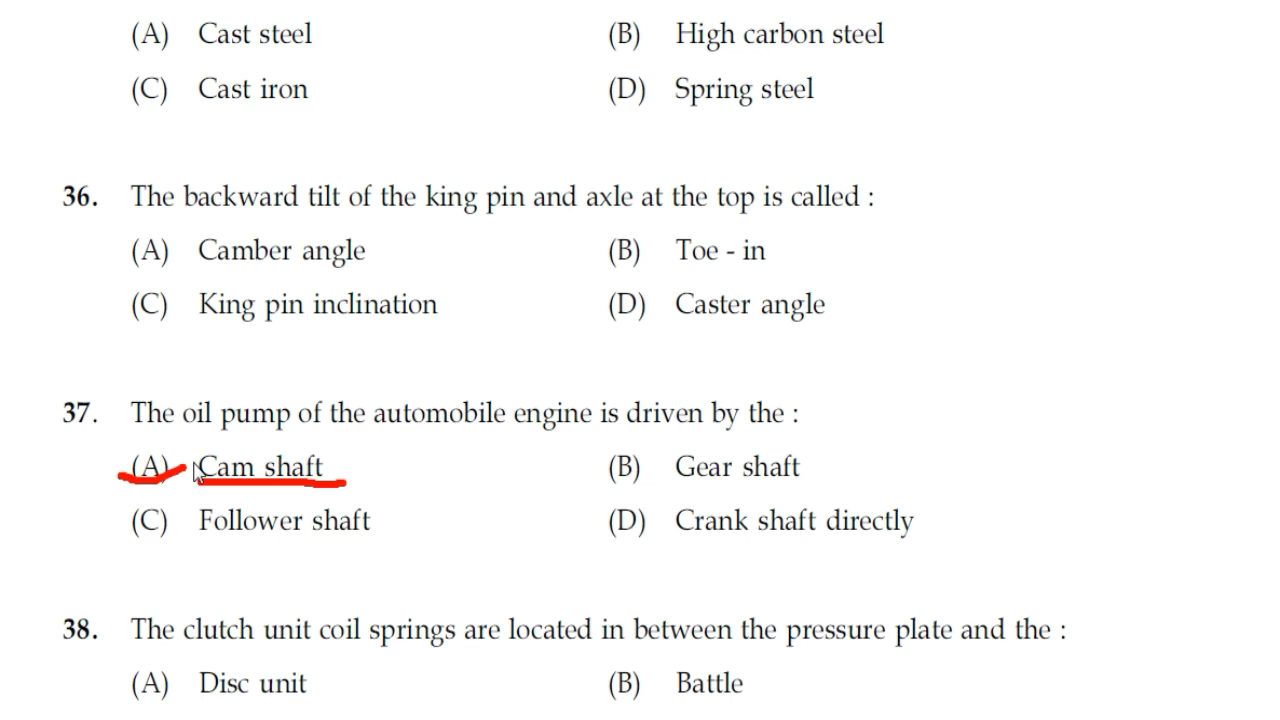 (A) Cast steel (B) High carbon steel
(C) Cast iron (D) Spring steel
36. The backward tilt of the king pin and axle at the top is called :
(A) Camber angle (B) Toe - in
(C) King pin inclination (D) Caster angle
37. The oil pump of the automobile engine is driven by the :
(A) Cam shaft (B) Gear shaft
(C) Follower shaft (D) Crank shaft directly
38. The clutch unit coil springs are located in between the pressure plate and the :
(A) Disc unit (B) Battle